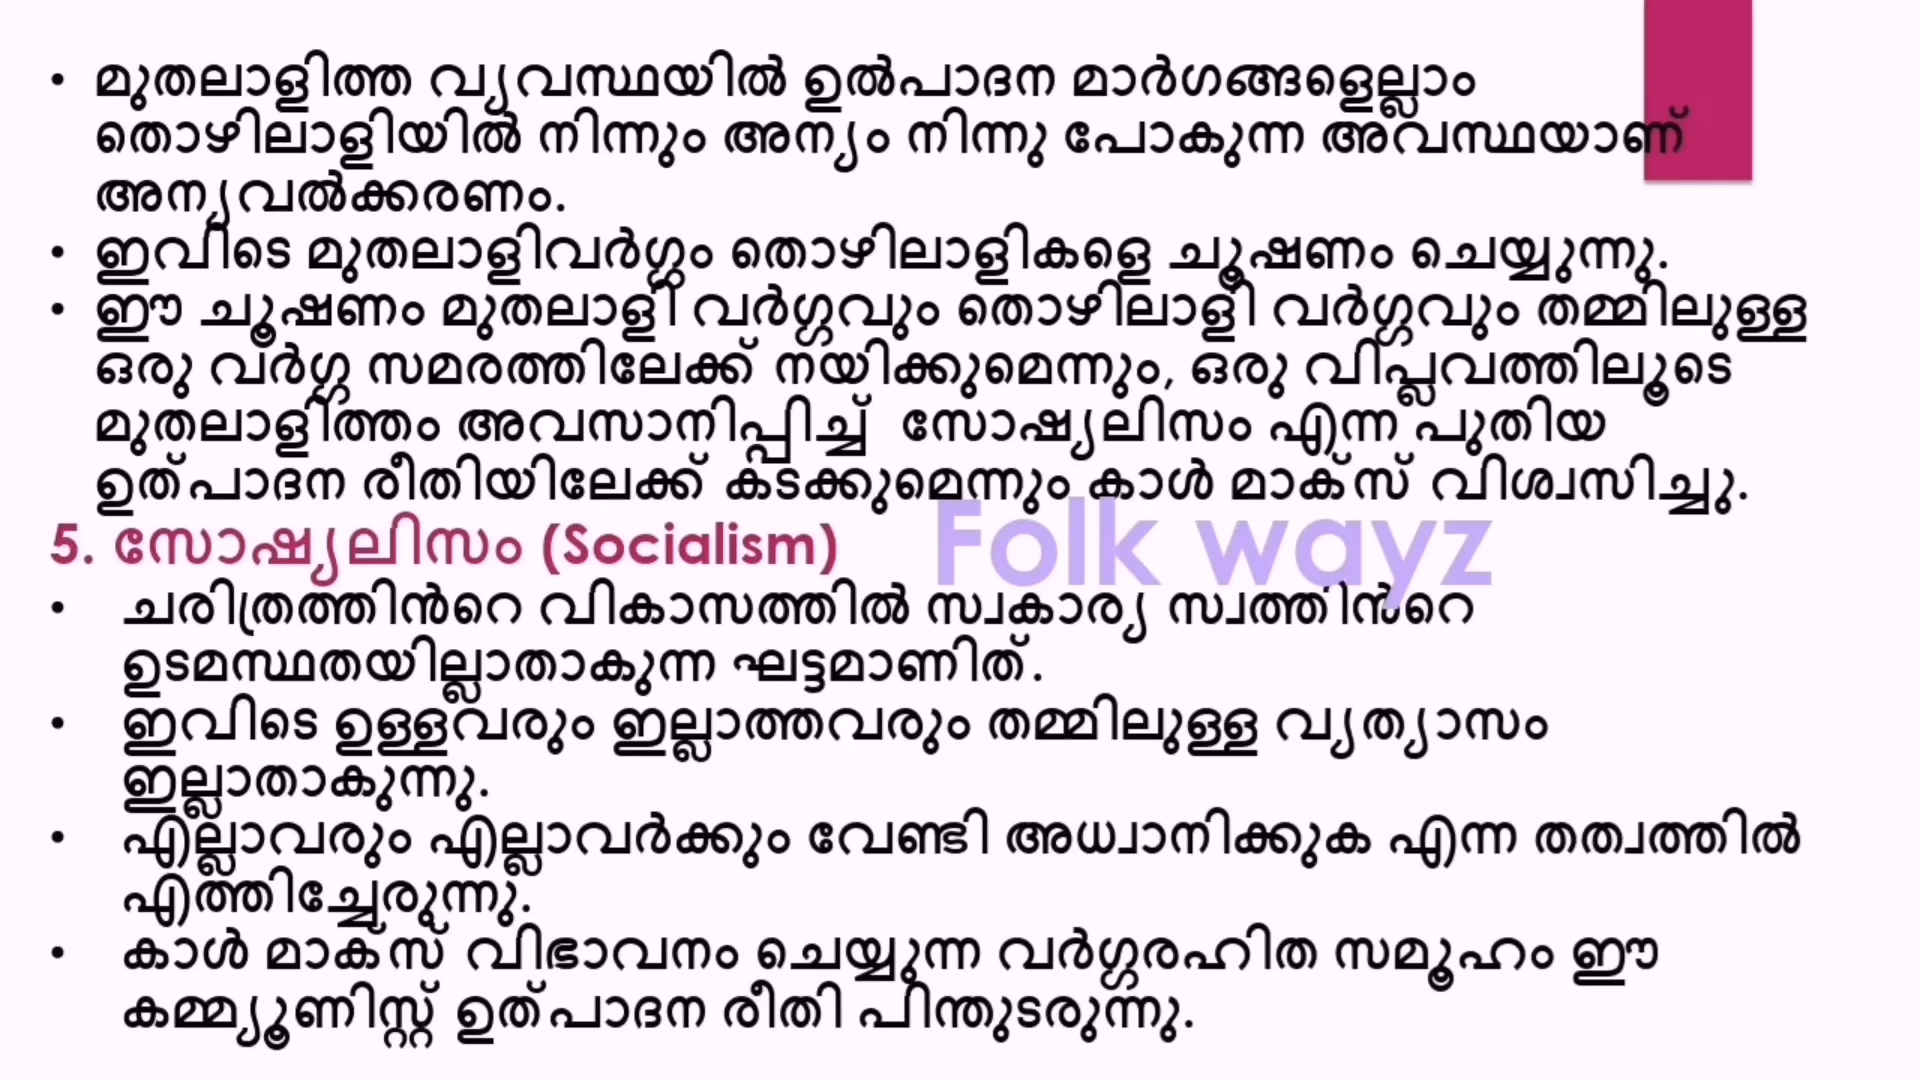 • മുതലാളിത്ത വ്യവസ്ഥയിൽ ഉൽപാദന മാർഗങ്ങളെല്ലാം
തൊഴിലാളിയിൽ നിന്നും അന്യം നിന്നു പോകുന്ന അവസ്ഥയാണ്
അന്യവൽക്കരണം.
• ഇവിടെ മുതലാളിവർഗ്ഗം തൊഴിലാളികളെ ചൂഷണം ചെയ്യുന്നു.
• ഈ ചൂഷണം മുതലാളി വർഗ്ഗവും തൊഴിലാളി വർഗ്ഗവും തമ്മിലുള്ള
ഒരു വർഗ്ഗ സമരത്തിലേക്ക് നയിക്കുമെന്നും, ഒരു വിപ്ലവത്തിലൂടെ
മുതലാളിത്തം അവസാനിപ്പിച്ച് സോഷ്യലിസം എന്ന പുതിയ
ഉത്പാദന രീതിയിലേക്ക് കടക്കുമെന്നും കാൾ മാക്സ് വിശ്വസിച്ചു.
5. സോഷ്യലിസം (Socialism)
Folk wayz
• ചരിത്രത്തിൻറെ വികാസത്തിൽ സ്വകാര്യ സ്വത്തിൻറെ
ഉടമസ്ഥതയില്ലാതാകുന്ന ഘട്ടമാണിത്.
• ഇവിടെ ഉള്ളവരും ഇല്ലാത്തവരും തമ്മിലുള്ള വ്യത്യാസം
ഇല്ലാതാകുന്നു.
• എല്ലാവരും എല്ലാവർക്കും വേണ്ടി അധ്വാനിക്കുക എന്ന തത്വത്തിൽ
എത്തിച്ചേരുന്നു.
• കാൾ മാക്സ് വിഭാവനം ചെയ്യുന്ന വർഗ്ഗരഹിത സമൂഹം ഈ
കമ്മ്യൂണിസ്റ്റ് ഉത്പാദന രീതി പിന്തുടരുന്നു.